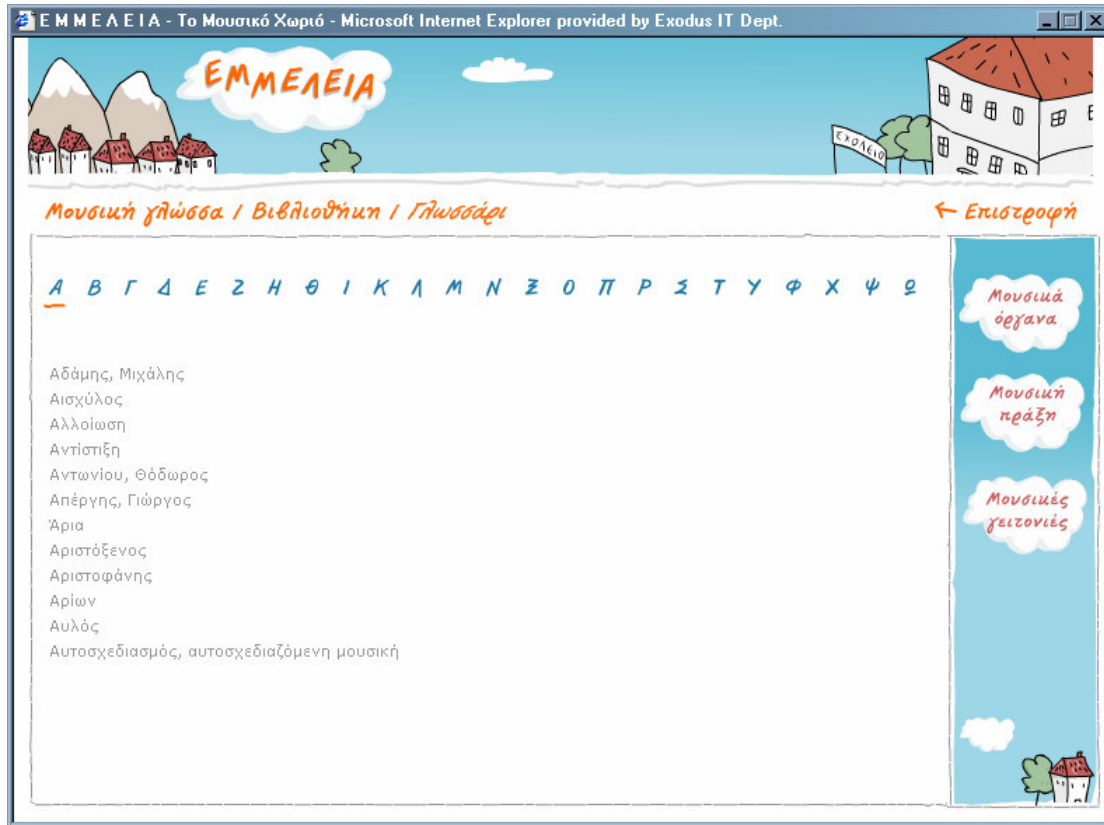 ΕΜΜΕΛΕΙΑ - Το Μουσικό Χωριό - Microsoft Internet Explorer provided by Exodus IT Dept.
ΕΜΜΕΛΕΙΑ
ΣΧΟΛΕΙΟ
Μουσική γλώσσα / Βιβλιοθήκη / Γλωσσάρι
← Επιστροφή
Α Β Γ Δ Ε Ζ Η Θ Ι Κ Λ Μ Ν Ξ Ο Π Ρ Σ Τ Υ Φ Χ Ψ Ω
Αδάμης, Μιχάλης
Αισχύλος
Αλλοίωση
Αντίστιξη
Αντωνίου, Θόδωρος
Απέργης, Γιώργος
Άρια
Αριστόξενος
Αριστοφάνης
Αρίων
Αυλός
Αυτοσχεδιασμός, αυτοσχεδιαζόμενη μουσική
Μουσικά
όργανα
Μουσική
πράξη
Μουσικές
γειτονιές